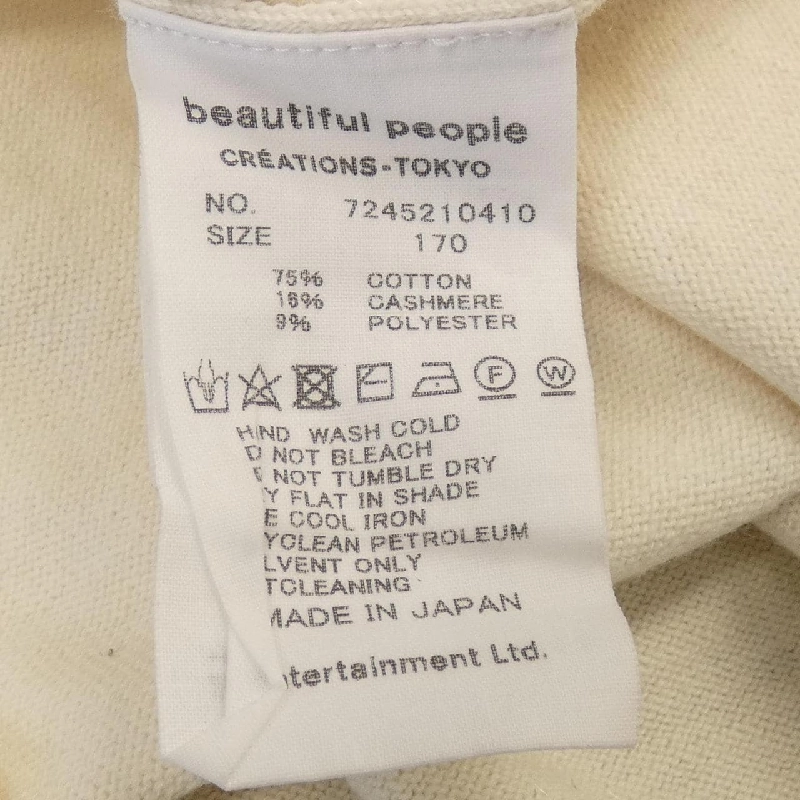 beautiful people
CRÉATIONS-TOKYO
NO. 7245210410
SIZE 170
75% COTTON
16% CASHMERE
9% POLYESTER
F W
HAND WASH COLD
D NOT BLEACH
NOT TUMBLE DRY
Y FLAT IN SHADE
E COOL IRON
YCLEAN PETROLEUM
LVENT ONLY
TCLEANING
MADE IN JAPAN
ntertainment Ltd.